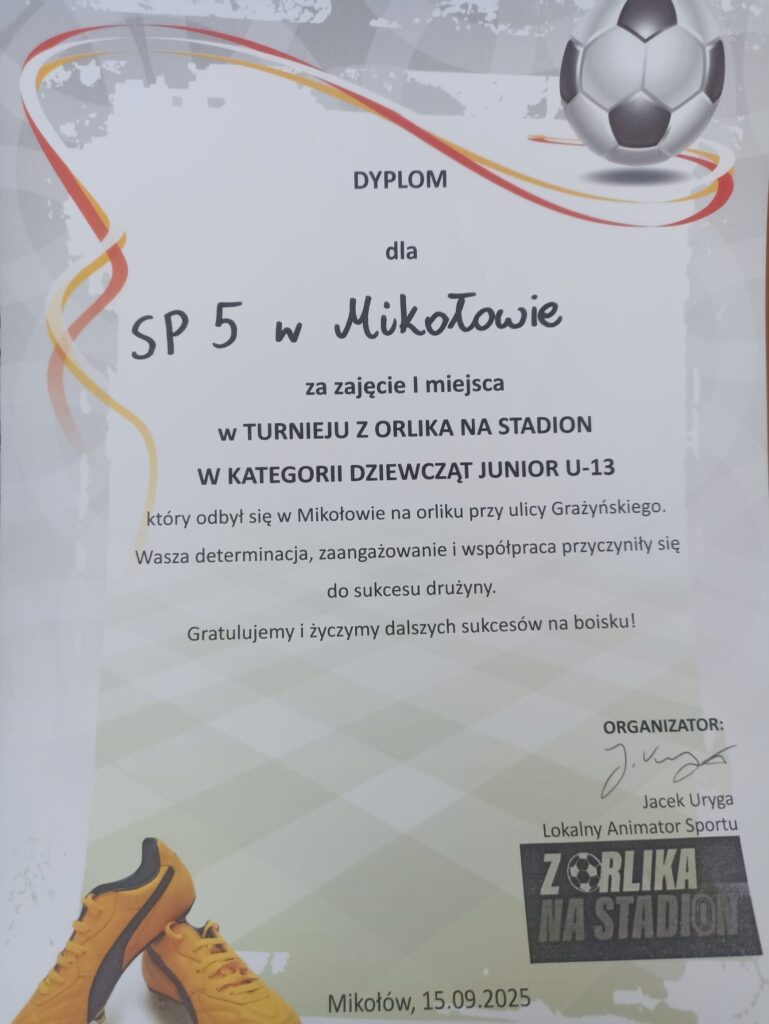 DYPLOM
dla
SP 5 w Mikołowie
za zajęcie I miejsca
w TURNIEJU Z ORLIKA NA STADION
W KATEGORII DZIEWCZĄT JUNIOR U-13
który odbył się w Mikołowie na orliku przy ulicy Grażyńskiego.
Wasza determinacja, zaangażowanie i współpraca przyczyniły się
do sukcesu drużyny.
Gratulujemy i życzymy dalszych sukcesów na boisku!
ORGANIZATOR:
Jacek Uryga
Lokalny Animator Sportu
Z ORLIKA
NA STADION
Mikołów, 15.09.2025